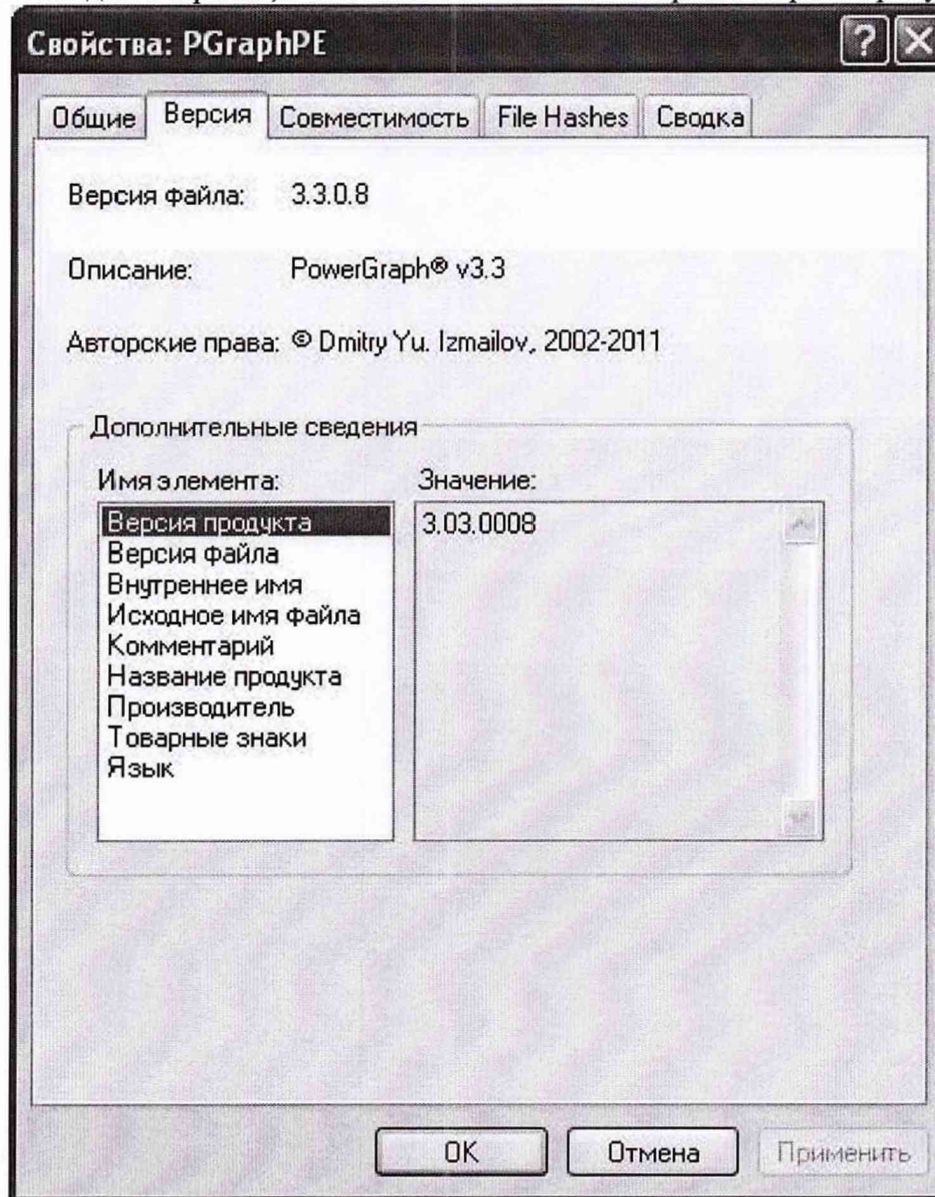 Свойства: PGraphPE
Общие Версия Совместимость File Hashes Сводка
Версия файла: 3.3.0.8
Описание: PowerGraph® v3.3
Авторские права: © Dmitry Yu. Izmailov, 2002-2011
Дополнительные сведения
Имя элемента: Значение:
Версия продукта 3.03.0008
Версия файла
Внутреннее имя
Исходное имя файла
Комментарий
Название продукта
Производитель
Товарные знаки
Язык
OK Отмена Применить